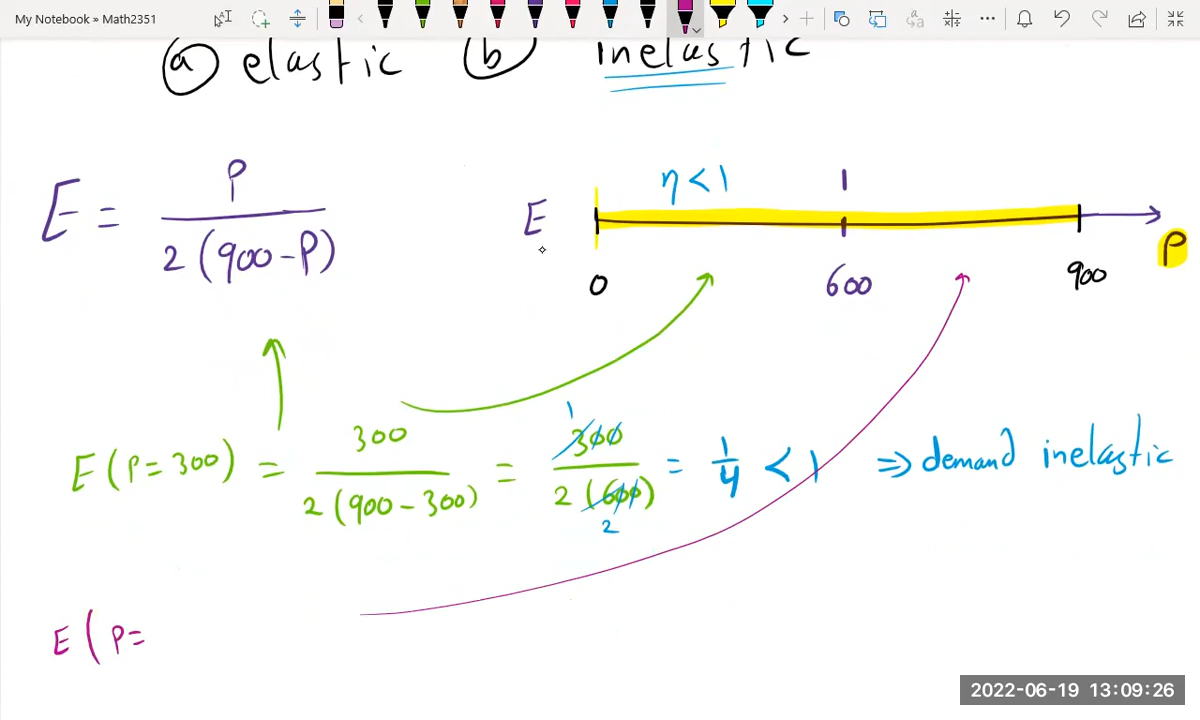 My Notebook » Math2351
(a) elastic (b) inelastic
E = P / 2(900-P)
η < 1 1
E
0 600 900 P
E(P=300) = 300 / 2(900-300) = 300 / 2(600) = 1/4 < 1 ⇒ demand inelastic
1
2
E(P=
2022-06-19 13:09:26